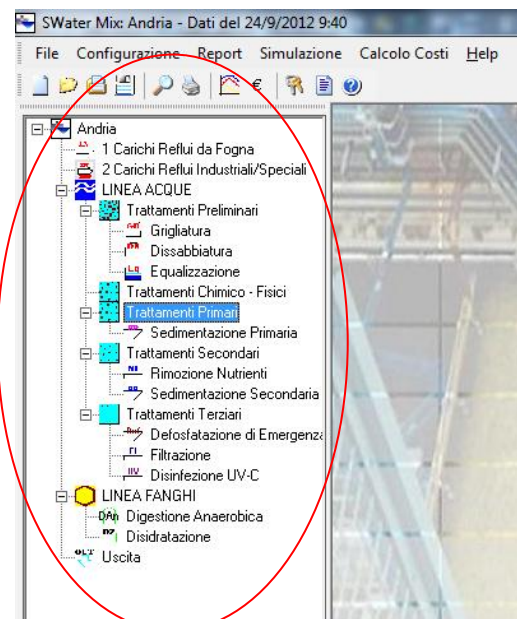 SWater Mix: Andria - Dati del 24/9/2012 9:40
File Configurazione Report Simulazione Calcolo Costi Help
€
Andria
1 Carichi Reflui da Fogna
2 Carichi Reflui Industriali/Speciali
LINEA ACQUE
Trattamenti Preliminari
Grigliatura
Dissabbiatura
Equalizzazione
Trattamenti Chimico - Fisici
Trattamenti Primari
Sedimentazione Primaria
Trattamenti Secondari
Rimozione Nutrienti
Sedimentazione Secondaria
Trattamenti Terziari
Defosfatazione di Emergenza
Filtrazione
UV Disinfezione UV-C
LINEA FANGHI
DAn Digestione Anaerobica
Disidratazione
OUT Uscita